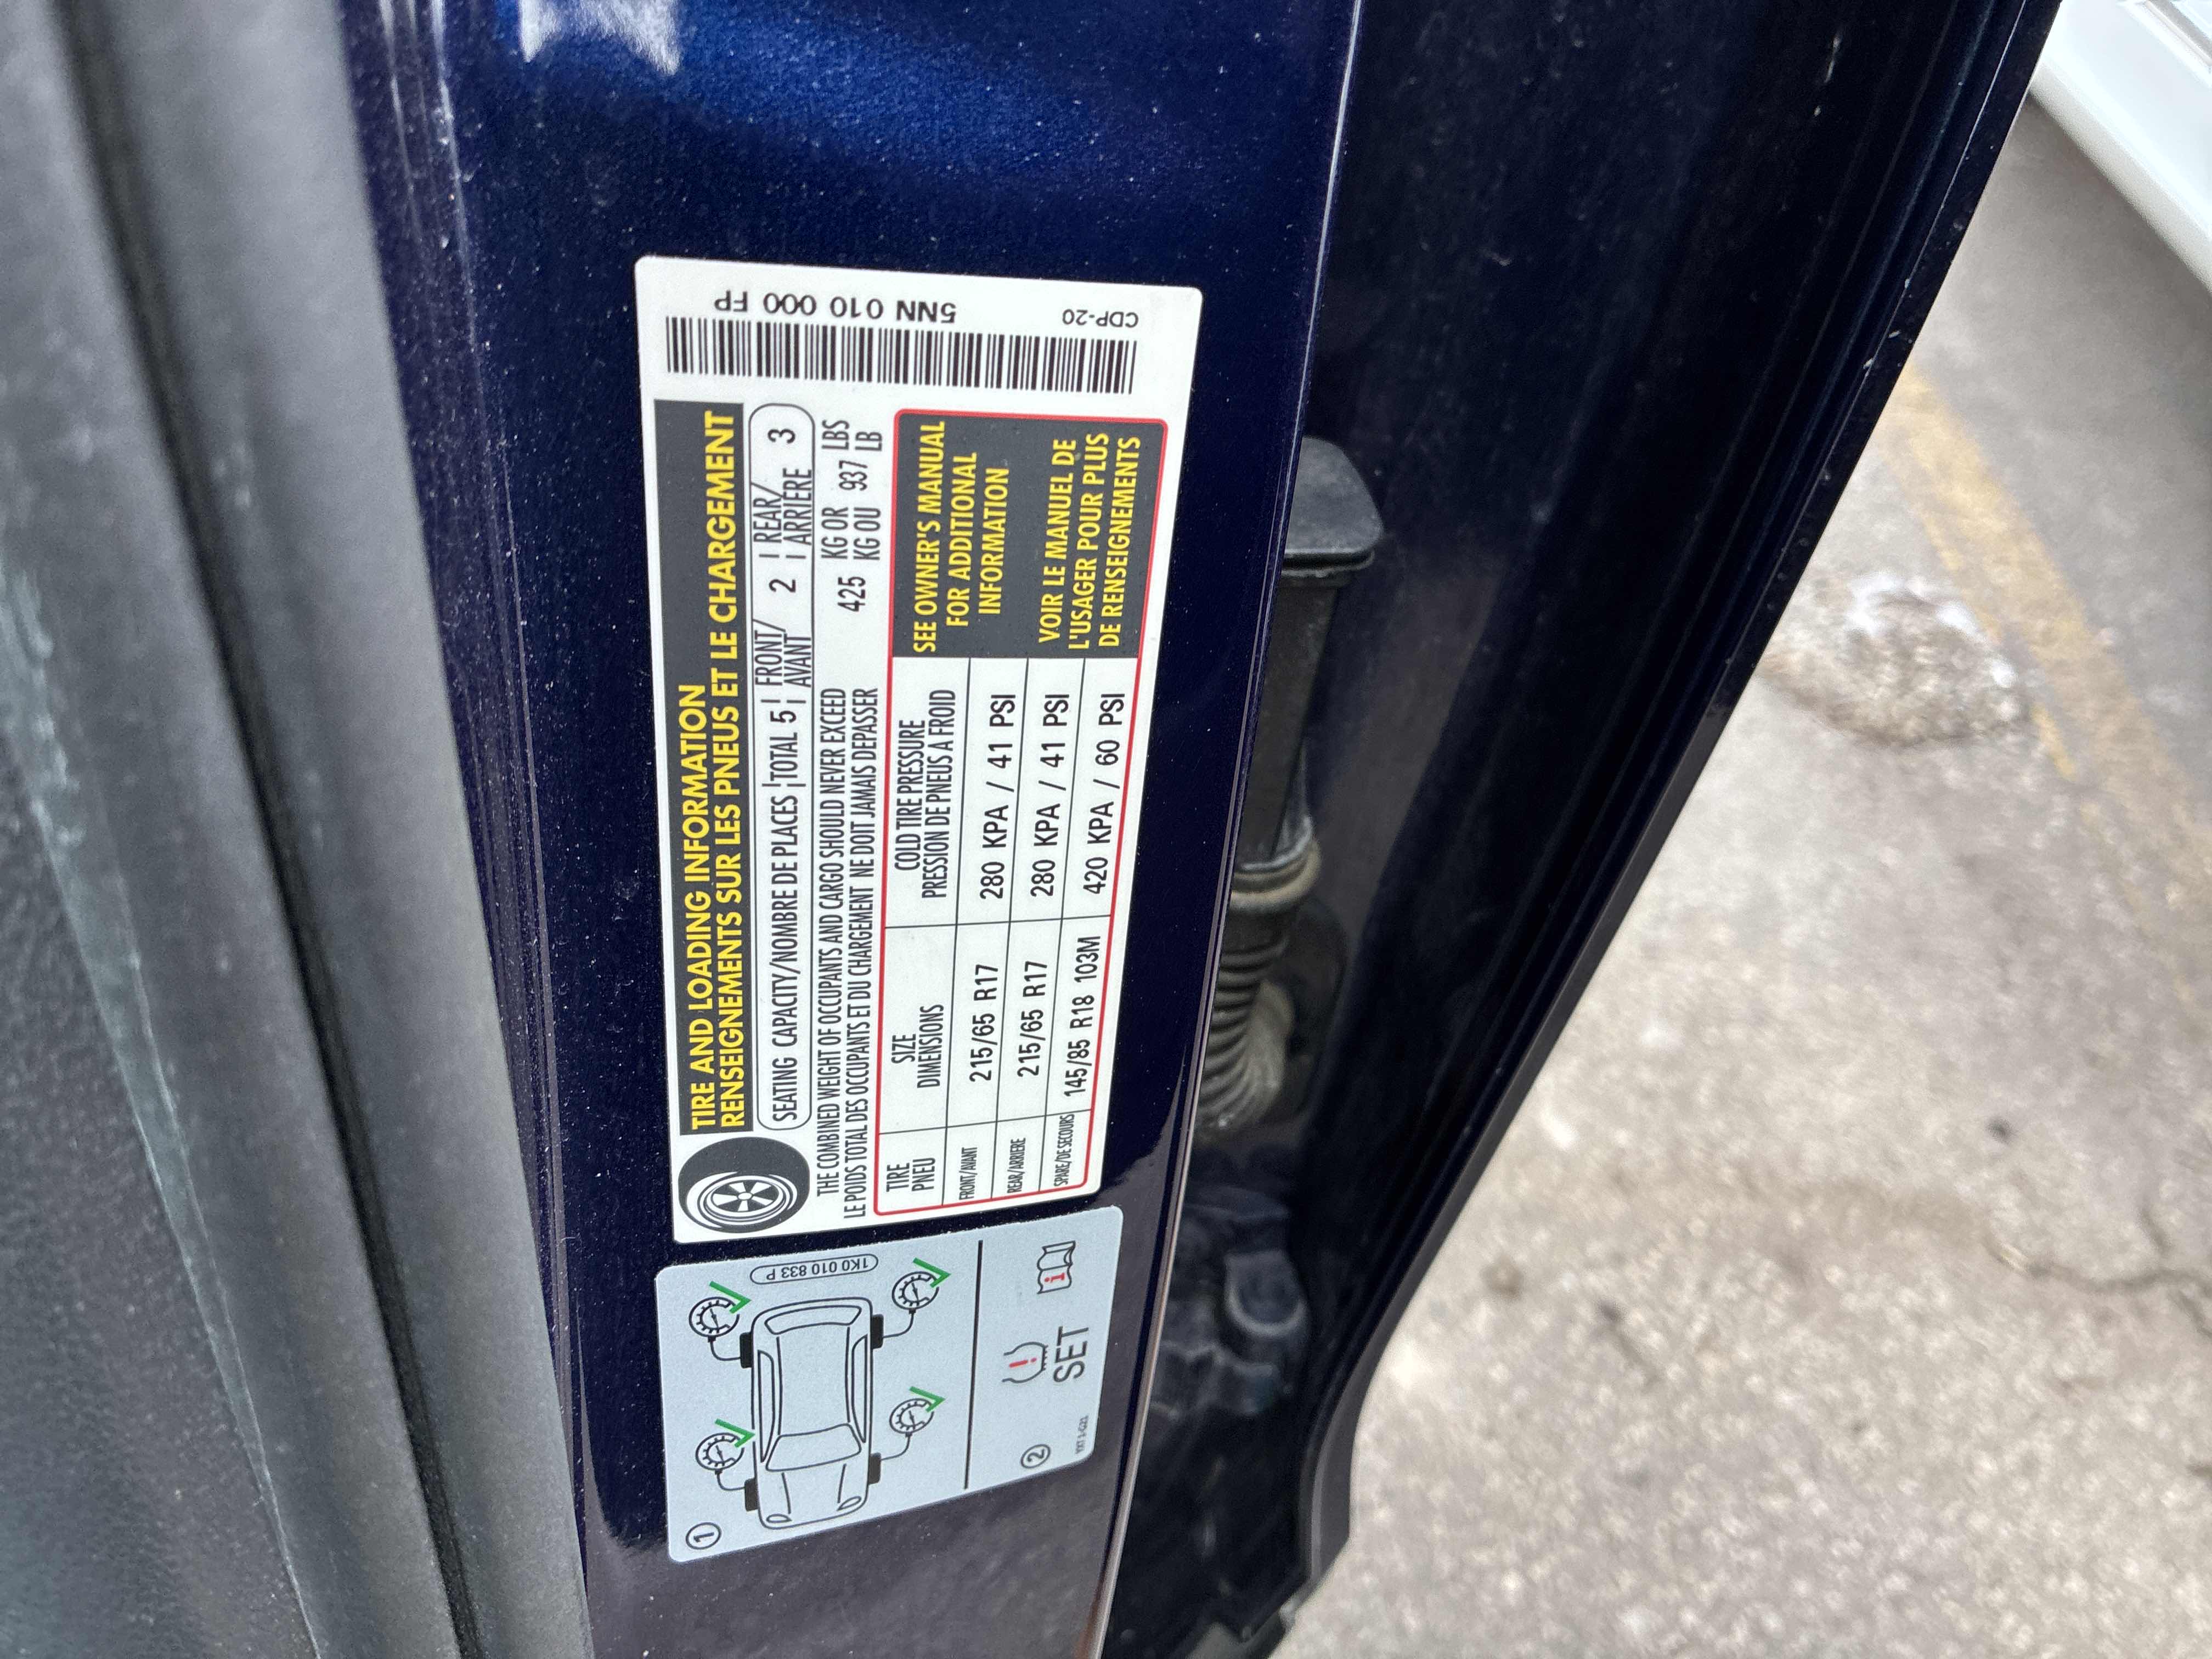 TIRE AND LOADING INFORMATION
RENSEIGNEMENTS SUR LES PNEUS ET LE CHARGEMENT
SEATING CAPACITY/NOMBRE DE PLACES TOTAL 5 FRONT/AVANT 2 REAR/ARRIÈRE 3
THE COMBINED WEIGHT OF OCCUPANTS AND CARGO SHOULD NEVER EXCEED 425 KG OR 937 LBS
LE POIDS TOTAL DES OCCUPANTS ET DU CHARGEMENT NE DOIT JAMAIS DEPASSER KG OU LB
TIRE SIZE COLD TIRE PRESSURE
PNEU DIMENSIONS PRESSION DE PNEUS A FROID
FRONT/AVANT 215/65 R17 280 KPA / 41 PSI
REAR/ARRIERE 215/65 R17 280 KPA / 41 PSI
SPARE/DE SECOURS 145/85 R18 103M 420 KPA / 60 PSI
SEE OWNER'S MANUAL
FOR ADDITIONAL
INFORMATION
VOIR LE MANUEL DE
L'USAGER POUR PLUS
DE RENSEIGNEMENTS
5NN 010 000 FP
CDP-20
1
1K0 010 833 P
2
SET
i